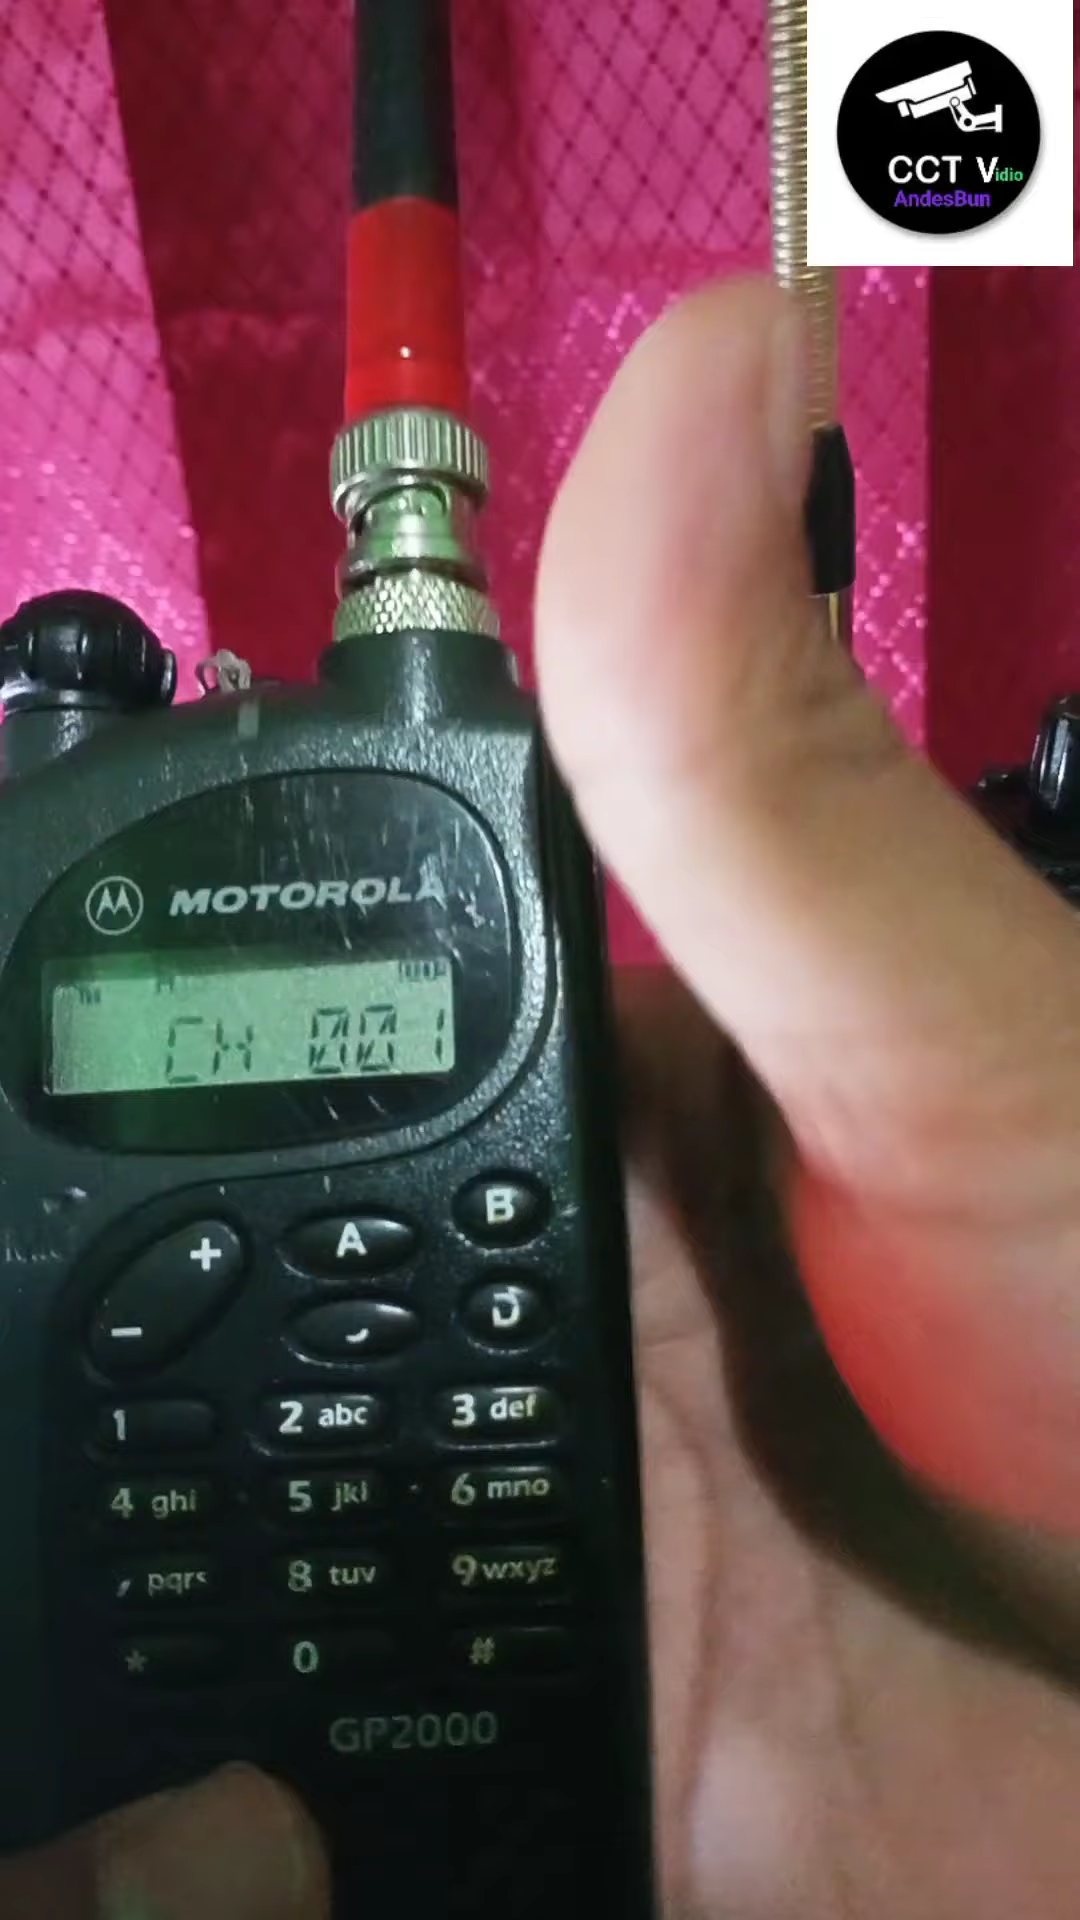 CCT Vidio
AndesBun
MOTOROLA
CH 001
+
A
B
-
D
1
2 abc
3 def
4 ghi
5 jkl
6 mno
pqrs
8 tuv
9 wxyz
*
0
#
GP2000